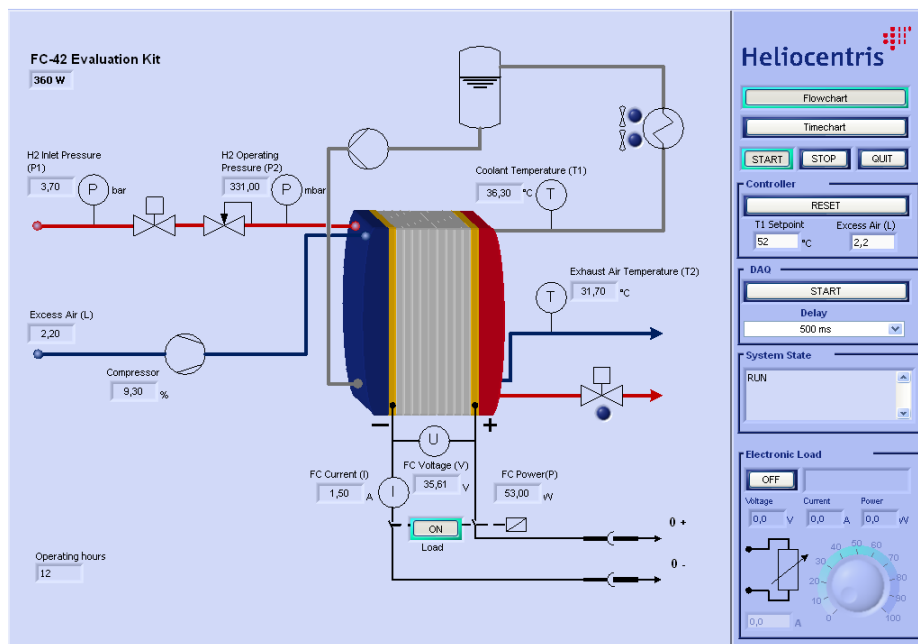 FC-42 Evaluation Kit
360 W
H2 Inlet Pressure
(P1)
3,70
P
bar
H2 Operating
Pressure (P2)
331,00
P
mbar
Coolant Temperature (T1)
36,30
°C
T
Exhaust Air Temperature (T2)
T
31,70
°C
Excess Air (L)
2,20
Compressor
9,30
%
−
+
U
FC Current (I)
1,50
A
I
FC Voltage (V)
35,61
V
FC Power(P)
53,00
W
ON
Load
0 +
0 -
Operating hours
12
Heliocentris
Flowchart
Timechart
START
STOP
QUIT
Controller
RESET
T1 Setpoint
52
°C
Excess Air (L)
2,2
DAQ
START
Delay
500 ms
System State
RUN
Electronic Load
OFF
Voltage
Current
Power
0,0 V
0,0 A
0,0 W
0
10
20
30
40
50
60
70
80
90
100
0,0 A